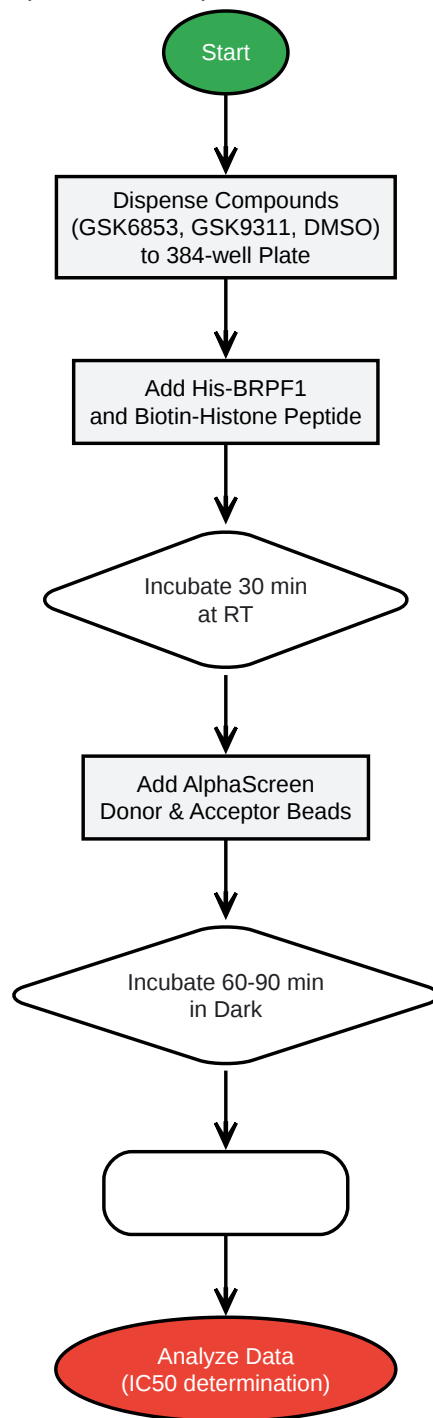 Start
Dispense Compounds
(GSK6853, GSK9311, DMSO)
to 384-well Plate
Add His-BRPF1
and Biotin-Histone Peptide
Incubate 30 min
at RT
Add AlphaScreen
Donor & Acceptor Beads
Incubate 60-90 min
in Dark
Analyze Data
(IC50 determination)